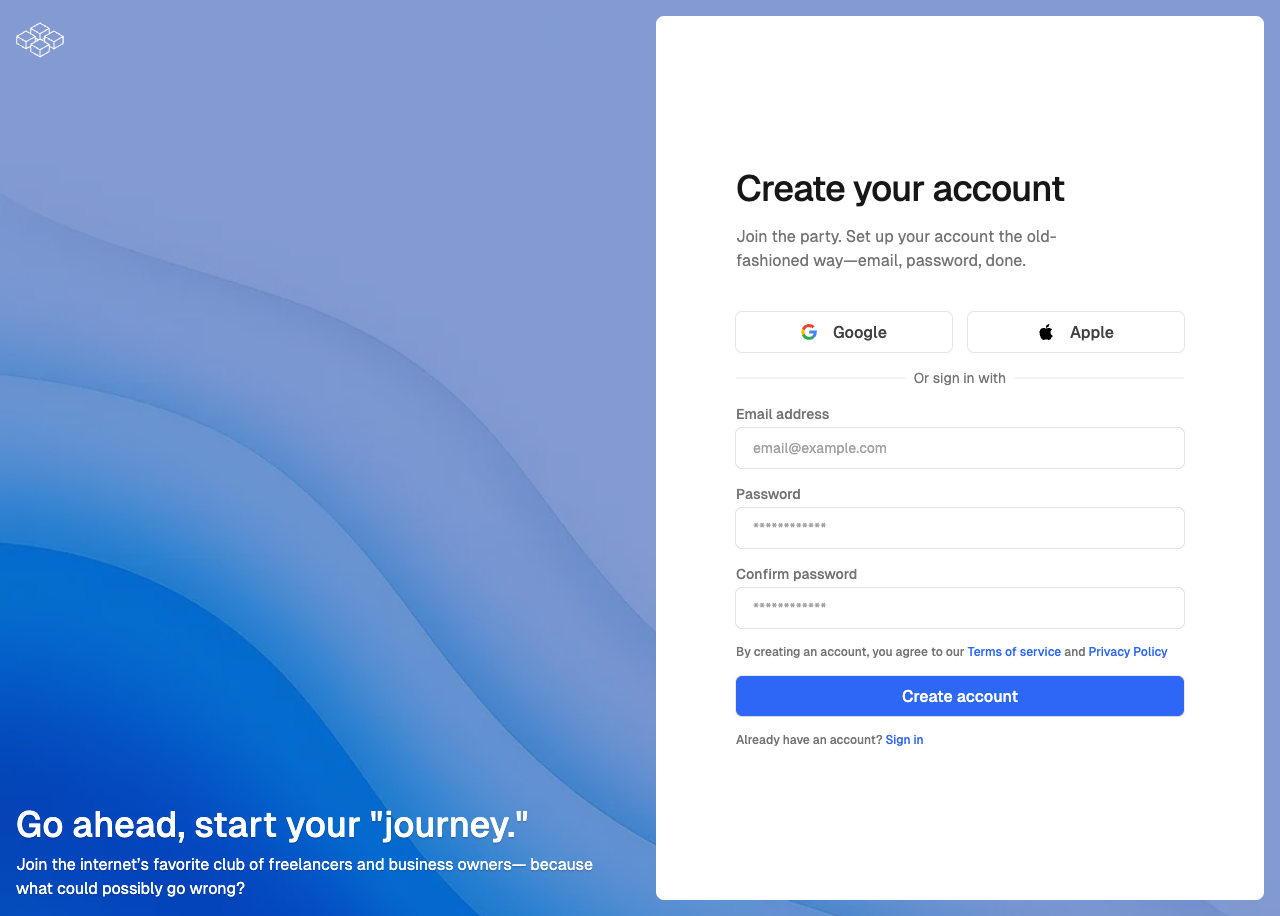 Create your account
Join the party. Set up your account the old-
fashioned way—email, password, done.
Google
Apple
Or sign in with
Email address
email@example.com
Password
************
Confirm password
************
By creating an account, you agree to our Terms of service and Privacy Policy
Create account
Already have an account? Sign in
Go ahead, start your "journey."
Join the internet’s favorite club of freelancers and business owners— because
what could possibly go wrong?